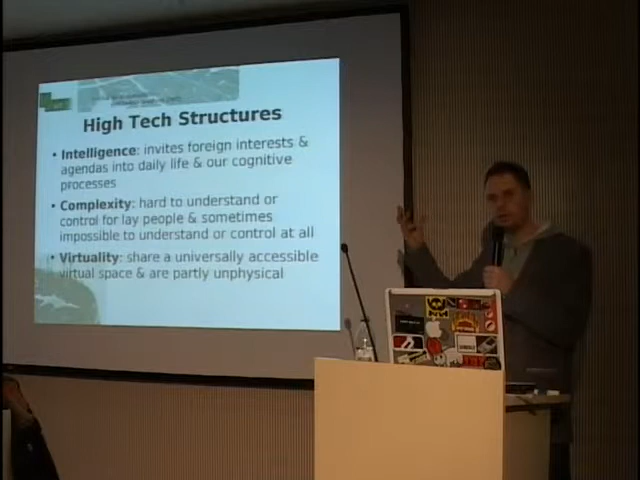 High Tech Structures
• Intelligence: invites foreign interests &
agendas into daily life & our cognitive
processes
• Complexity: hard to understand or
control for lay people & sometimes
impossible to understand or control at all
• Virtuality: share a universally accessible
virtual space & are partly unphysical